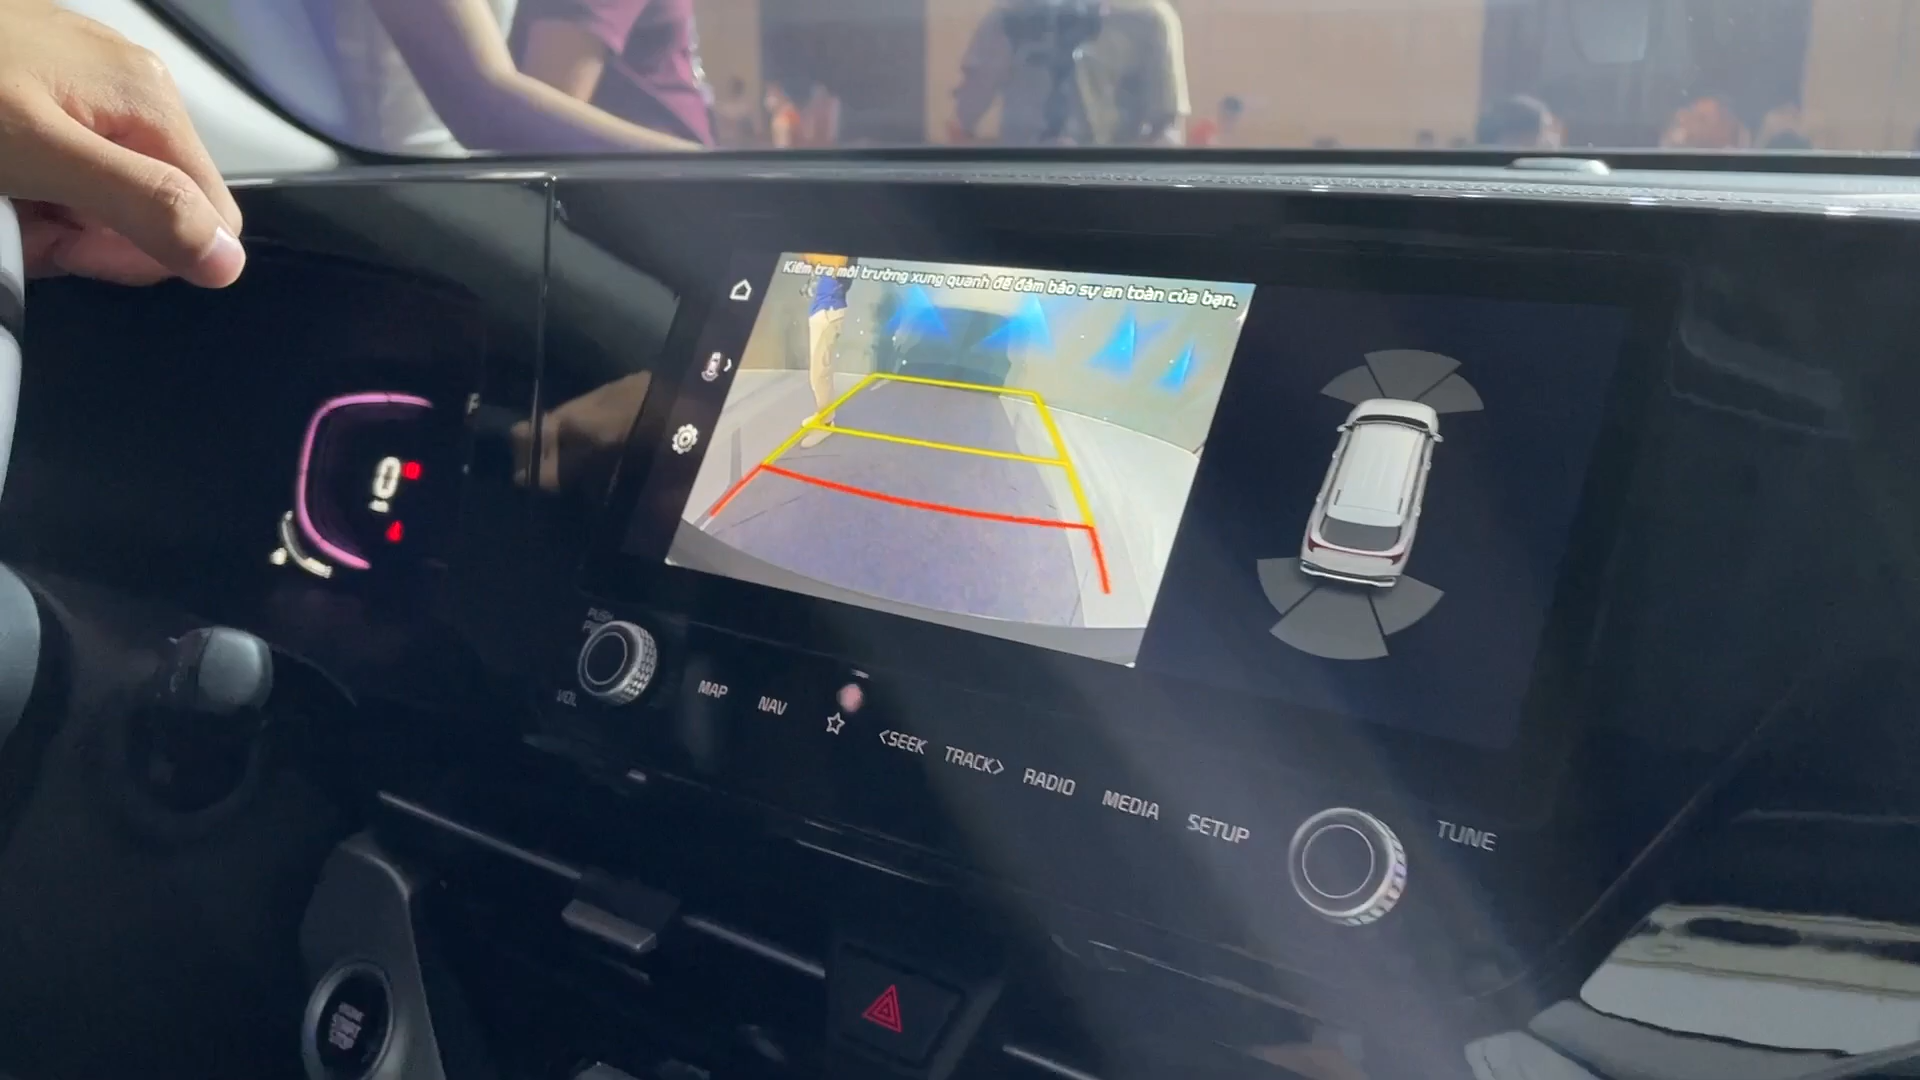 Kiểm tra môi trường xung quanh để đảm bảo sự an toàn của bạn.
0
PUSH
VOL
MAP
NAV
<SEEK
TRACK>
RADIO
MEDIA
SETUP
TUNE